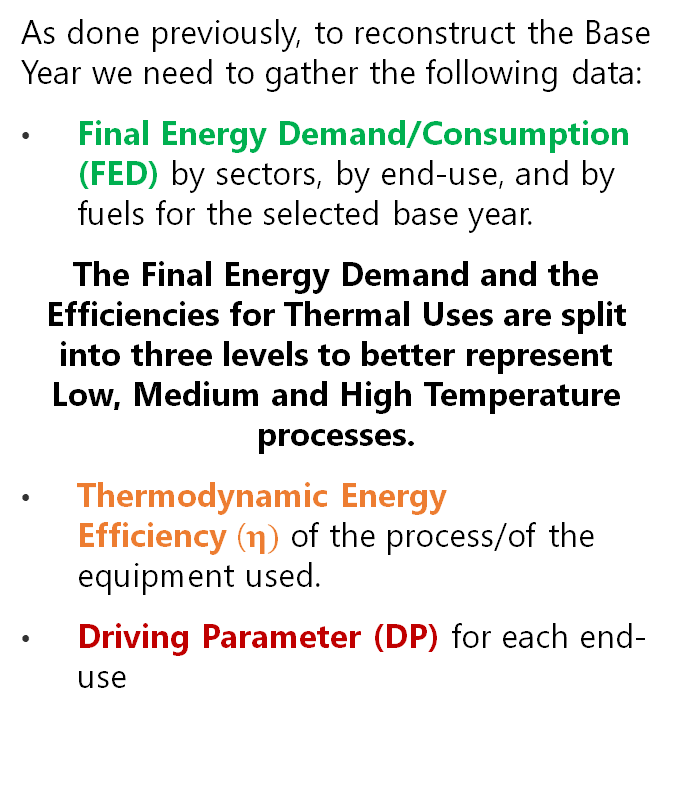 As done previously, to reconstruct the Base
Year we need to gather the following data:
• Final Energy Demand/Consumption
(FED) by sectors, by end-use, and by
fuels for the selected base year.
The Final Energy Demand and the
Efficiencies for Thermal Uses are split
into three levels to better represent
Low, Medium and High Temperature
processes.
• Thermodynamic Energy
Efficiency (η) of the process/of the
equipment used.
• Driving Parameter (DP) for each end-
use